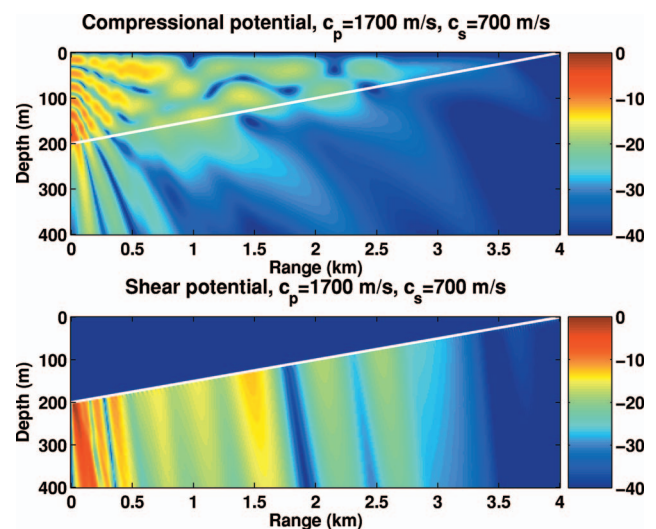 Compressional potential, c_p=1700 m/s, c_s=700 m/s
Depth (m)
0
100
200
300
400
0 0.5 1 1.5 2 2.5 3 3.5 4
Range (km)
0
−10
−20
−30
−40
Shear potential, c_p=1700 m/s, c_s=700 m/s
Depth (m)
0
100
200
300
400
0 0.5 1 1.5 2 2.5 3 3.5 4
Range (km)
0
−10
−20
−30
−40